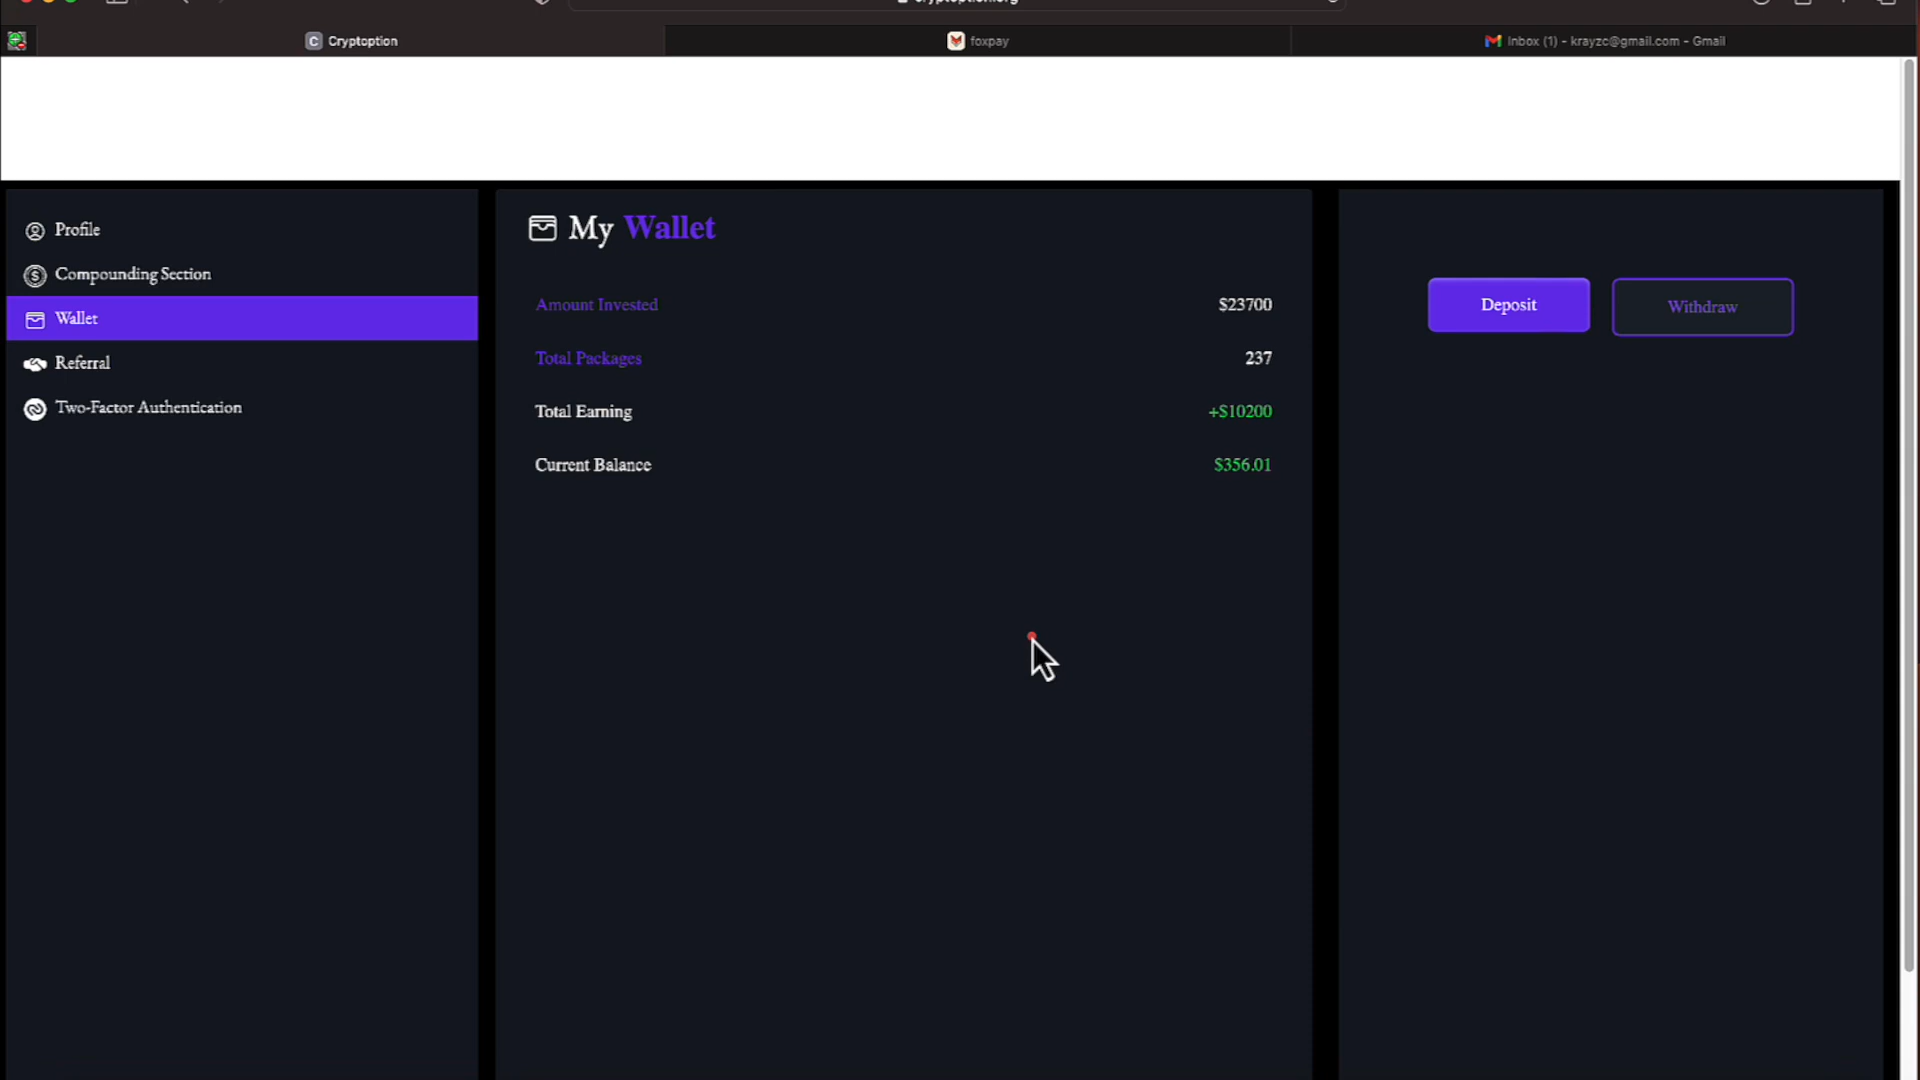 Cryptoption
foxpay
Inbox (1) - krayzc@gmail.com - Gmail
Profile
Compounding Section
Wallet
Referral
Two-Factor Authentication
My Wallet
Amount Invested $23700
Total Packages 237
Total Earning +$10200
Current Balance $356.01
Deposit
Withdraw